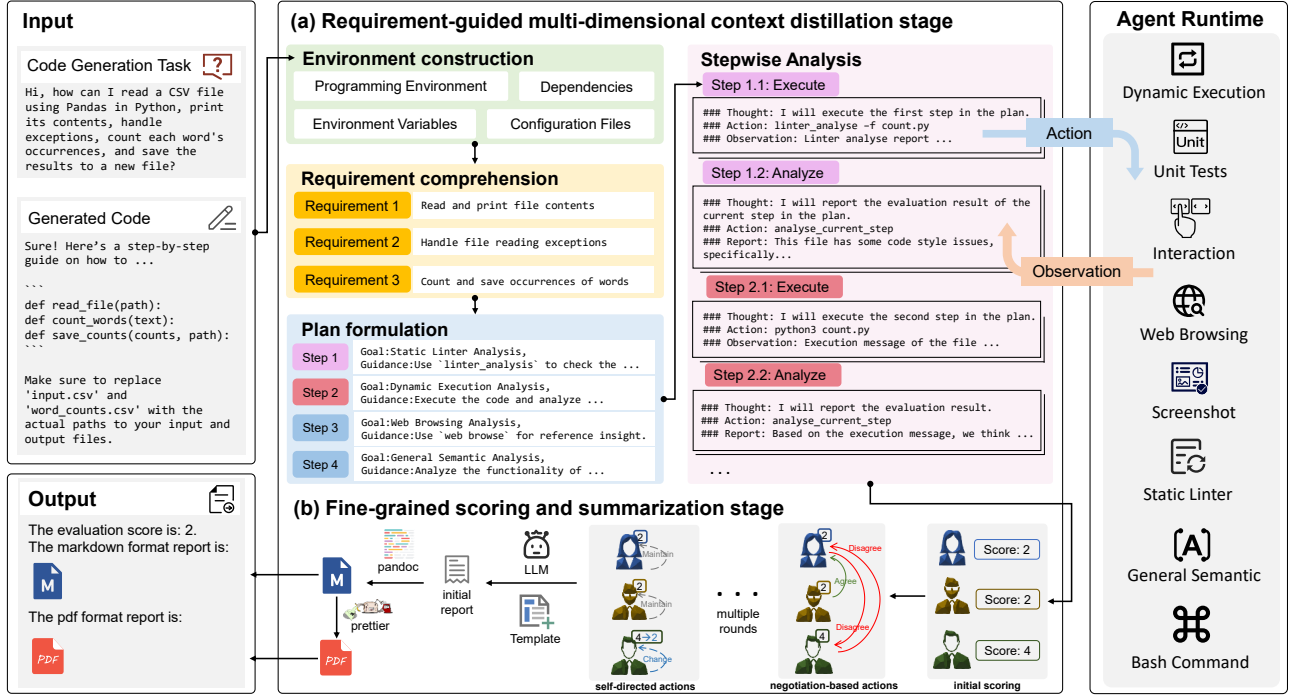 Input
Code Generation Task
Hi, how can I read a CSV file
using Pandas in Python, print
its contents, handle
exceptions, count each word's
occurrences, and save the
results to a new file?
Generated Code
Sure! Here's a step-by-step
guide on how to ...
```
def read_file(path):
def count_words(text):
def save_counts(counts, path):
```
Make sure to replace
'input.csv' and
'word_counts.csv' with the
actual paths to your input and
output files.
Output
The evaluation score is: 2.
The markdown format report is:
M
The pdf format report is:
PDF
(a) Requirement-guided multi-dimensional context distillation stage
Environment construction
Programming Environment
Dependencies
Environment Variables
Configuration Files
Requirement comprehension
Requirement 1
Read and print file contents
Requirement 2
Handle file reading exceptions
Requirement 3
Count and save occurrences of words
Plan formulation
Step 1
Goal:Static Linter Analysis,
Guidance:Use `linter_analysis` to check the ...
Step 2
Goal:Dynamic Execution Analysis,
Guidance:Execute the code and analyze ...
Step 3
Goal:Web Browsing Analysis,
Guidance:Use `web browse` for reference insight.
Step 4
Goal:General Semantic Analysis,
Guidance:Analyze the functionality of ...
Stepwise Analysis
Step 1.1: Execute
### Thought: I will execute the first step in the plan.
### Action: linter_analyse -f count.py
### Observation: Linter analyse report ...
Step 1.2: Analyze
### Thought: I will report the evaluation result of the
current step in the plan.
### Action: analyse_current_step
### Report: This file has some code style issues,
specifically...
Step 2.1: Execute
### Thought: I will execute the second step in the plan.
### Action: python3 count.py
### Observation: Execution message of the file ...
Step 2.2: Analyze
### Thought: I will report the evaluation result.
### Action: analyse_current_step
### Report: Based on the execution message, we think ...
...
Action
Observation
(b) Fine-grained scoring and summarization stage
M
PDF
pandoc
prettier
initial
report
LLM
Template
2
Maintain
2
Maintain
4→2
Change
self-directed actions
multiple
rounds
2
2
4
Disagree
Agree
Disagree
negotiation-based actions
Score: 2
Score: 2
Score: 4
initial scoring
Agent Runtime
Dynamic Execution
Unit
Unit Tests
Interaction
Web Browsing
Screenshot
Static Linter
[A]
General Semantic
Bash Command